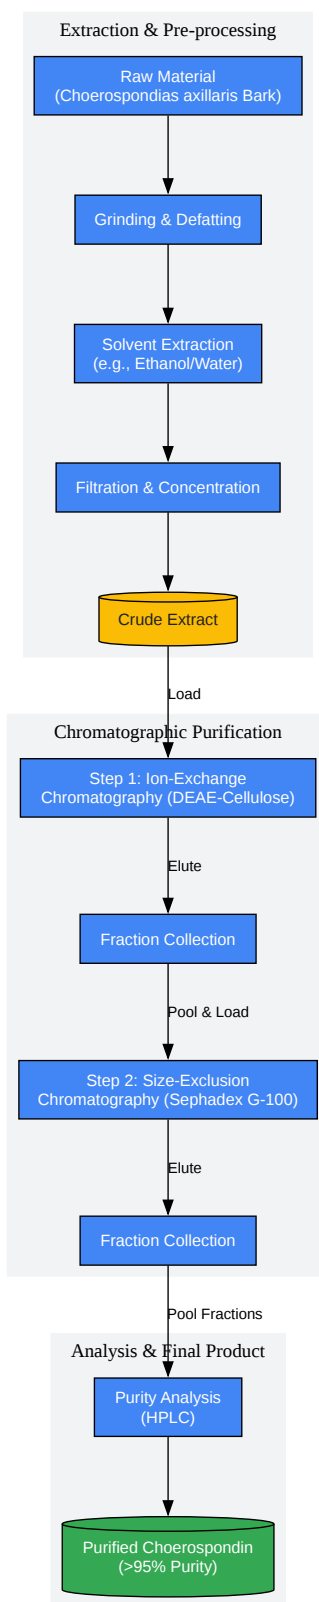 Extraction & Pre-processing
Raw Material
(Choerospondias axillaris Bark)
Grinding & Defatting
Solvent Extraction
(e.g., Ethanol/Water)
Filtration & Concentration
Crude Extract
Load
Chromatographic Purification
Step 1: Ion-Exchange
Chromatography (DEAE-Cellulose)
Elute
Fraction Collection
Pool & Load
Step 2: Size-Exclusion
Chromatography (Sephadex G-100)
Elute
Fraction Collection
Pool Fractions
Analysis & Final Product
Purity Analysis
(HPLC)
Purified Choerospondin
(>95% Purity)